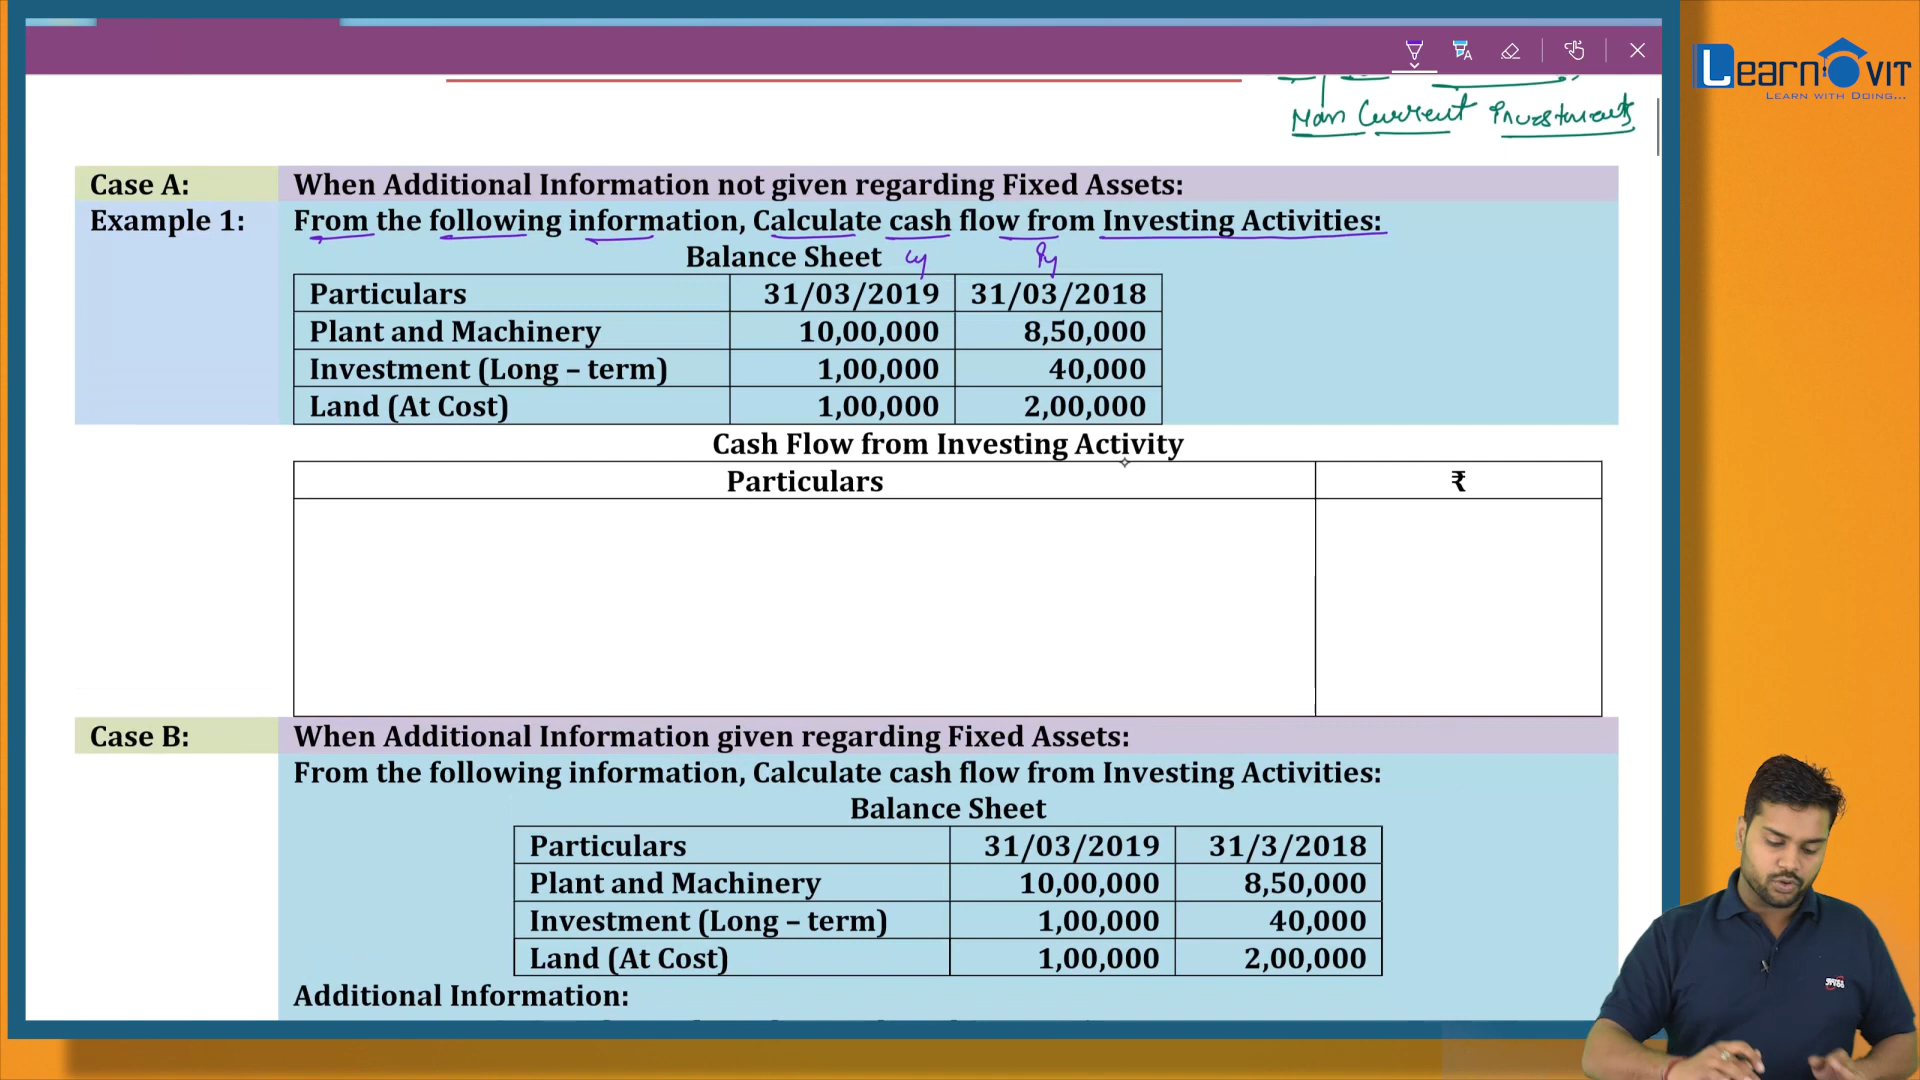 Learn VIT
LEARN WITH DOING...
Non Current Investments
Case A: When Additional Information not given regarding Fixed Assets:
Example 1: From the following information, Calculate cash flow from Investing Activities:
Balance Sheet Cy Py
Particulars 31/03/2019 31/03/2018
Plant and Machinery 10,00,000 8,50,000
Investment (Long – term) 1,00,000 40,000
Land (At Cost) 1,00,000 2,00,000
Cash Flow from Investing Activity
Particulars ₹
Case B: When Additional Information given regarding Fixed Assets:
From the following information, Calculate cash flow from Investing Activities:
Balance Sheet
Particulars 31/03/2019 31/3/2018
Plant and Machinery 10,00,000 8,50,000
Investment (Long – term) 1,00,000 40,000
Land (At Cost) 1,00,000 2,00,000
Additional Information: